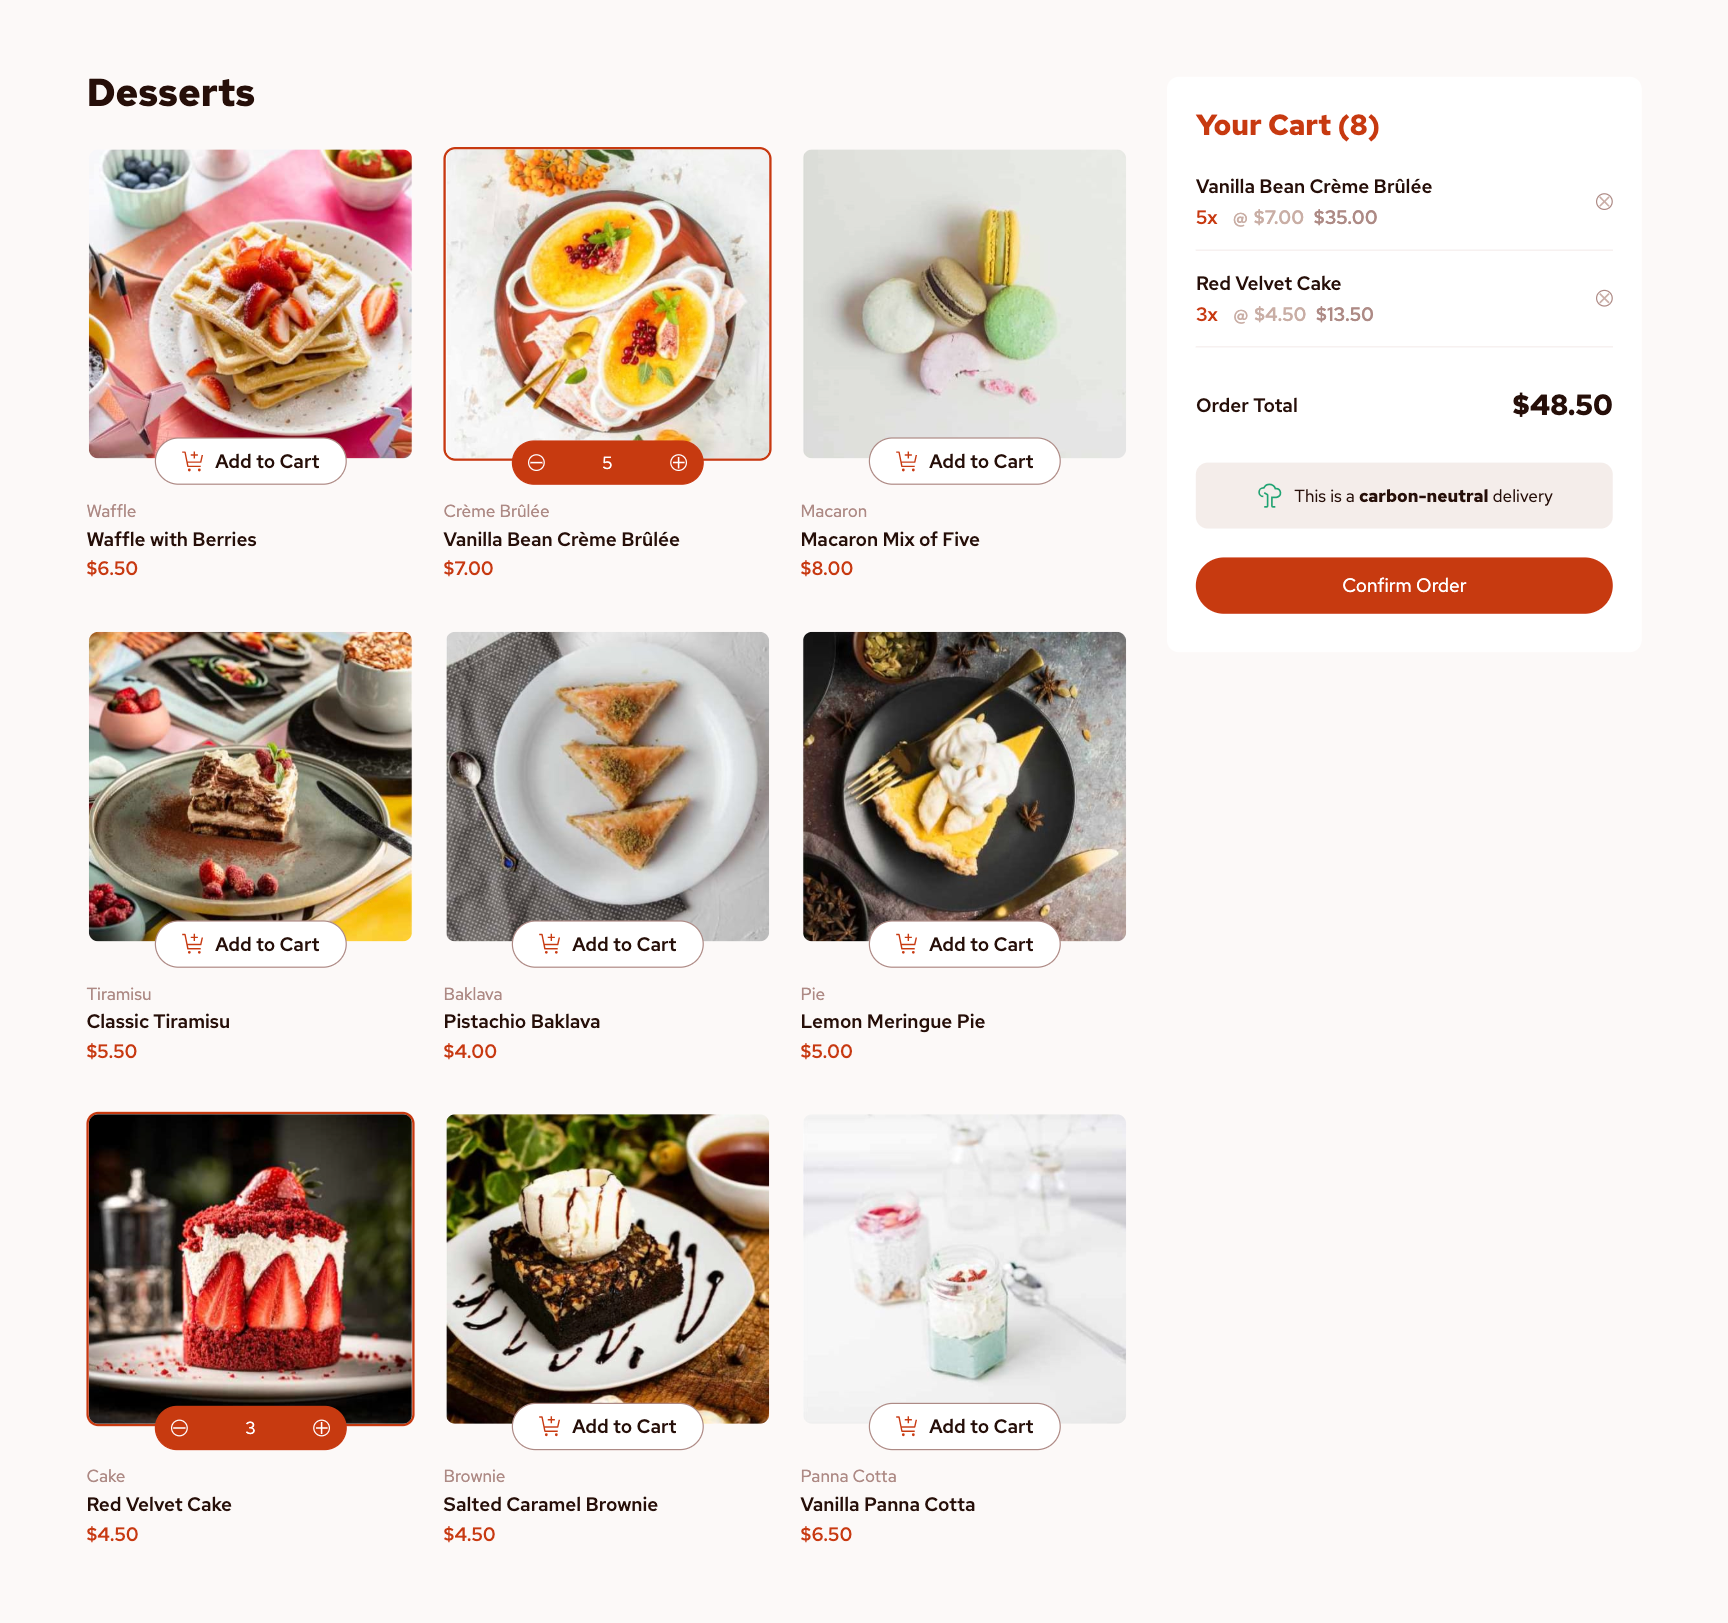 Desserts
Add to Cart
Waffle
Waffle with Berries
$6.50
5
Crème Brûlée
Vanilla Bean Crème Brûlée
$7.00
Add to Cart
Macaron
Macaron Mix of Five
$8.00
Add to Cart
Tiramisu
Classic Tiramisu
$5.50
Add to Cart
Baklava
Pistachio Baklava
$4.00
Add to Cart
Pie
Lemon Meringue Pie
$5.00
3
Cake
Red Velvet Cake
$4.50
Add to Cart
Brownie
Salted Caramel Brownie
$4.50
Add to Cart
Panna Cotta
Vanilla Panna Cotta
$6.50
Your Cart (8)
Vanilla Bean Crème Brûlée
5x @ $7.00 $35.00
Red Velvet Cake
3x @ $4.50 $13.50
Order Total $48.50
This is a carbon-neutral delivery
Confirm Order